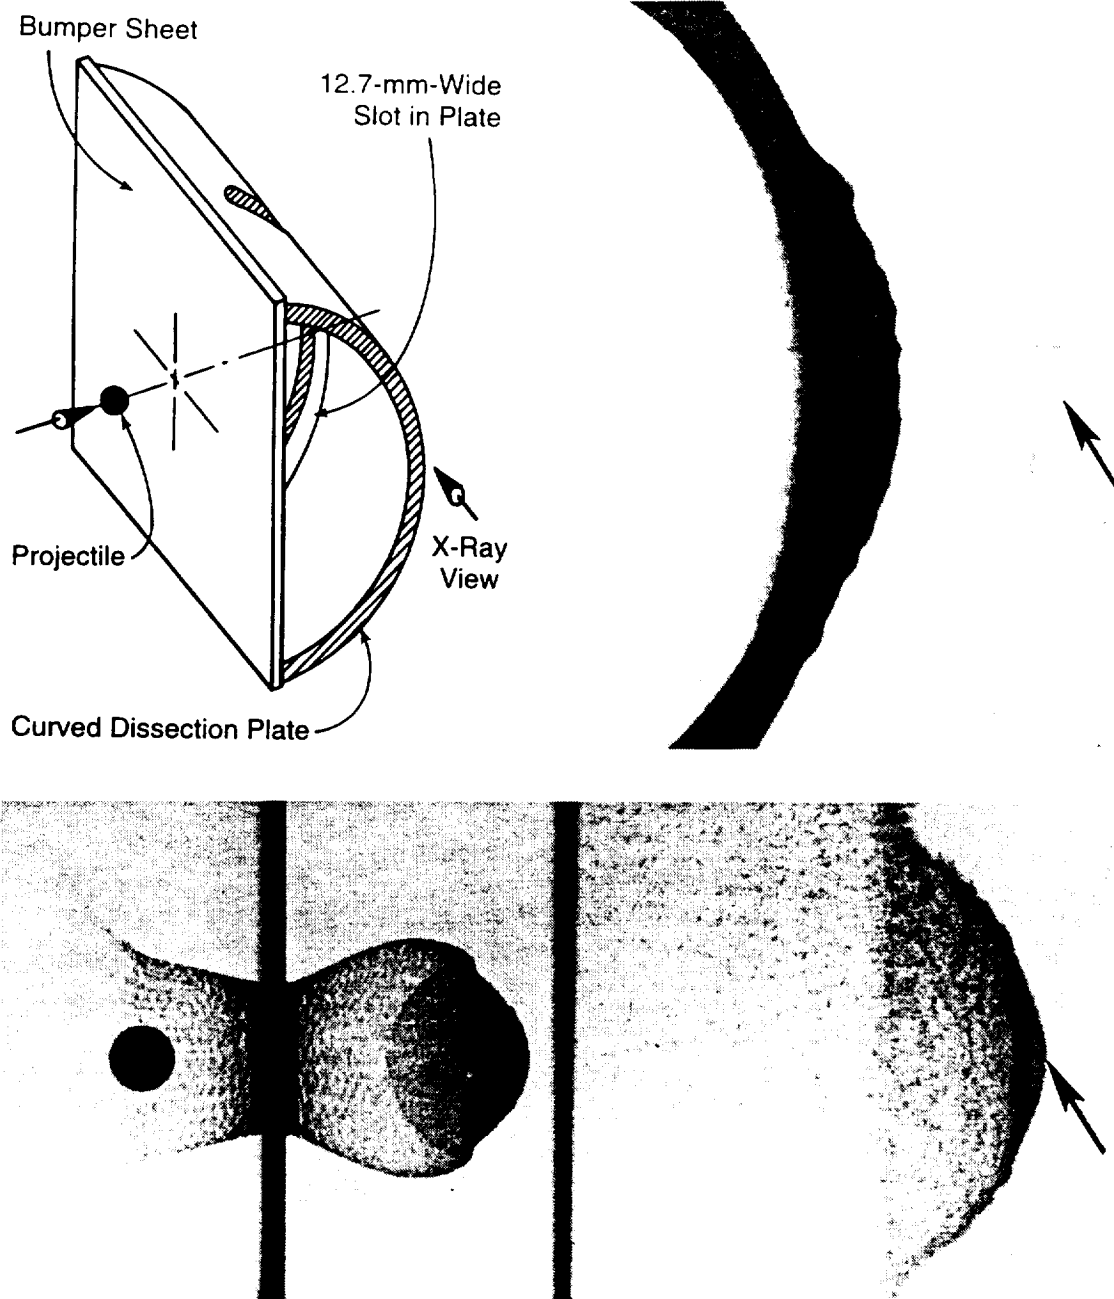 Bumper Sheet
12.7-mm-Wide
Slot in Plate
Projectile
X-Ray
View
Curved Dissection Plate